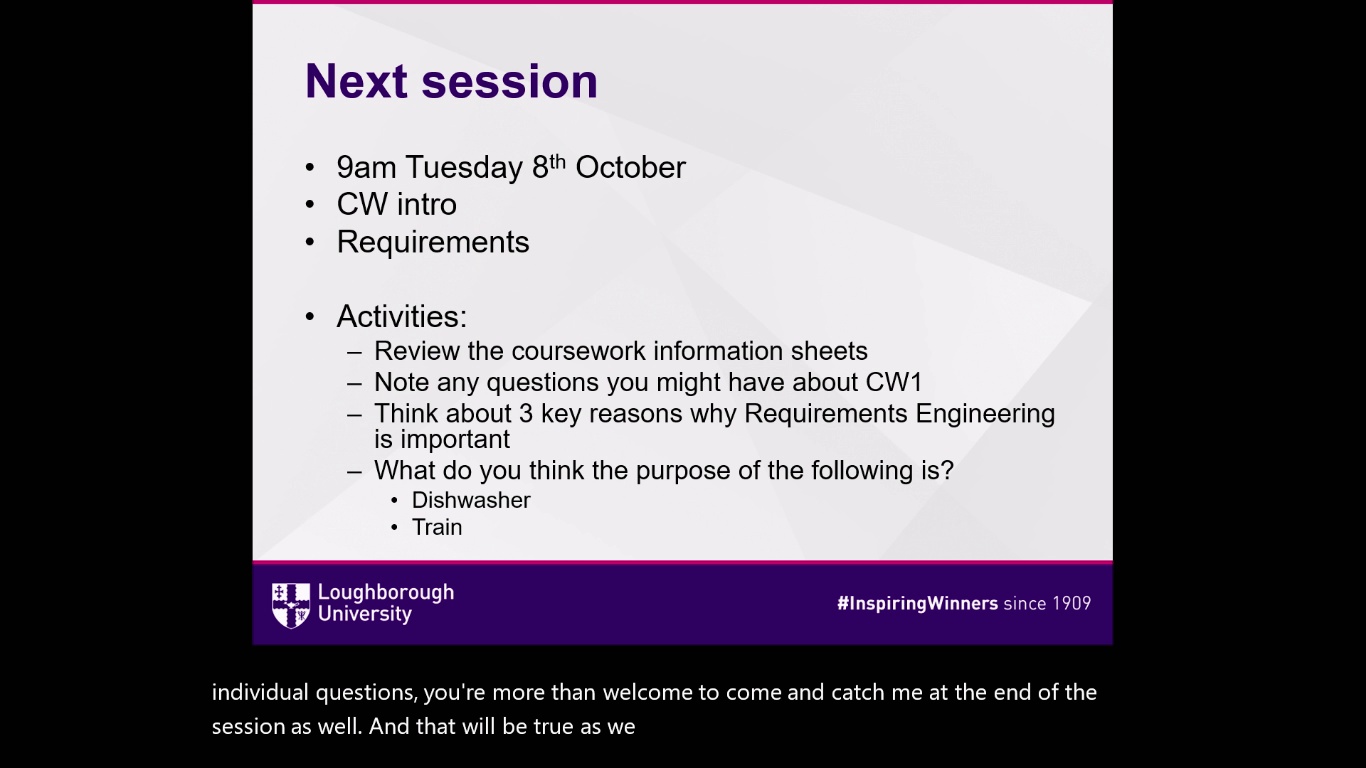 Next session
• 9am Tuesday 8th October
• CW intro
• Requirements
• Activities:
– Review the coursework information sheets
– Note any questions you might have about CW1
– Think about 3 key reasons why Requirements Engineering
is important
– What do you think the purpose of the following is?
• Dishwasher
• Train
Loughborough
University
#InspiringWinners since 1909
individual questions, you're more than welcome to come and catch me at the end of the
session as well. And that will be true as we